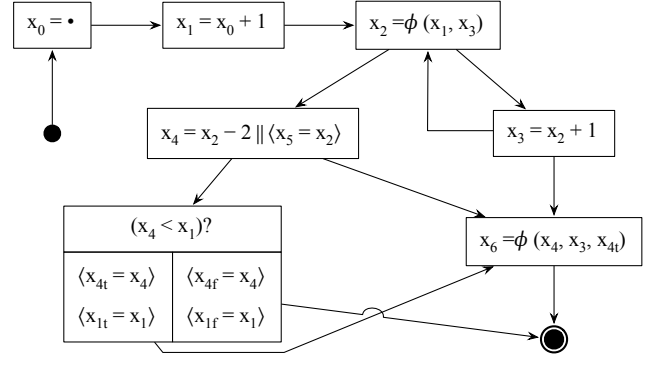 x₀ = •
x₁ = x₀ + 1
x₂ =ϕ (x₁, x₃)
x₄ = x₂ − 2 || ⟨x₅ = x₂⟩
x₃ = x₂ + 1
(x₄ < x₁)?
x₆ =ϕ (x₄, x₃, x₄ₜ)
⟨x₄ₜ = x₄⟩ ⟨x4f = x₄⟩
⟨x₁ₜ = x₁⟩ ⟨x1f = x₁⟩